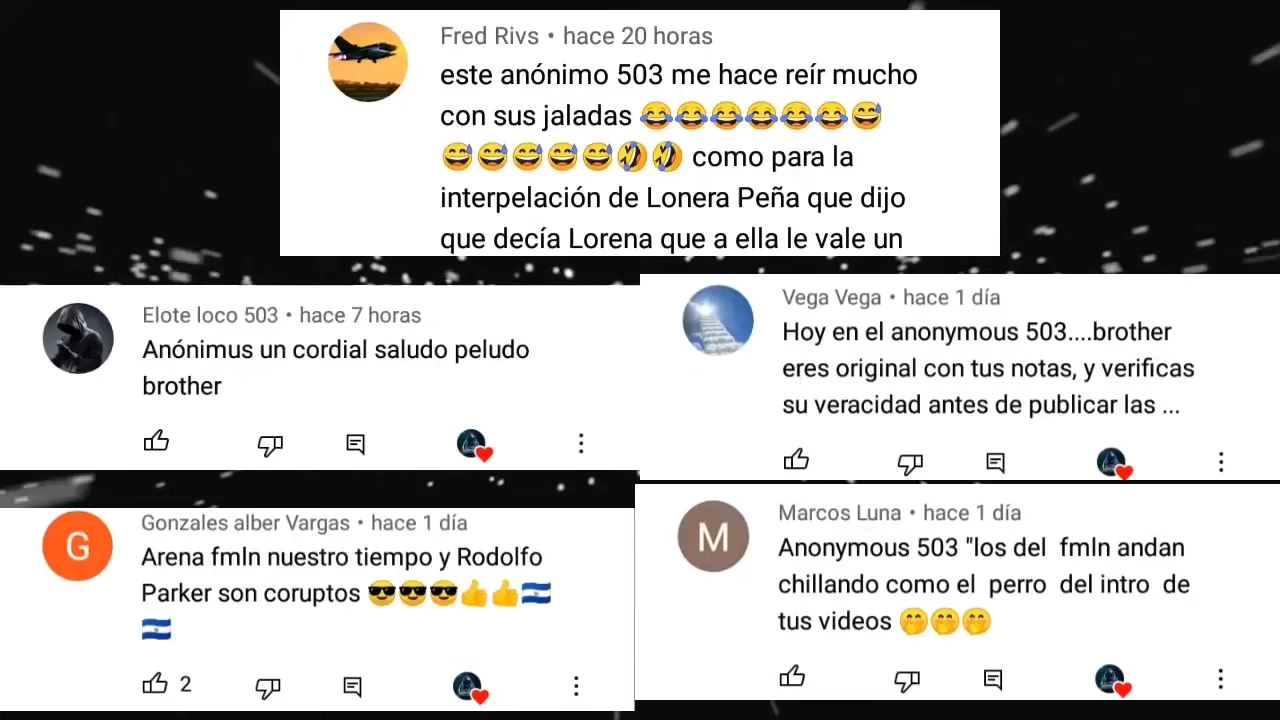 Fred Rivs • hace 20 horas
este anónimo 503 me hace reír mucho
con sus jaladas 😂😂😂😂😂😂😅
😅😅😅😅😅🤣🤣 como para la
interpelación de Lonera Peña que dijo
que decía Lorena que a ella le vale un
Elote loco 503 • hace 7 horas
Anónimus un cordial saludo peludo
brother
Vega Vega • hace 1 día
Hoy en el anonymous 503....brother
eres original con tus notas, y verificas
su veracidad antes de publicar las ...
G
Gonzales alber Vargas • hace 1 día
Arena fmln nuestro tiempo y Rodolfo
Parker son coruptos 😎😎😎👍👍🇸🇻
🇸🇻
2
M
Marcos Luna • hace 1 día
Anonymous 503 "los del  fmln andan
chillando como el  perro  del intro  de
tus videos 🤭🤭🤭